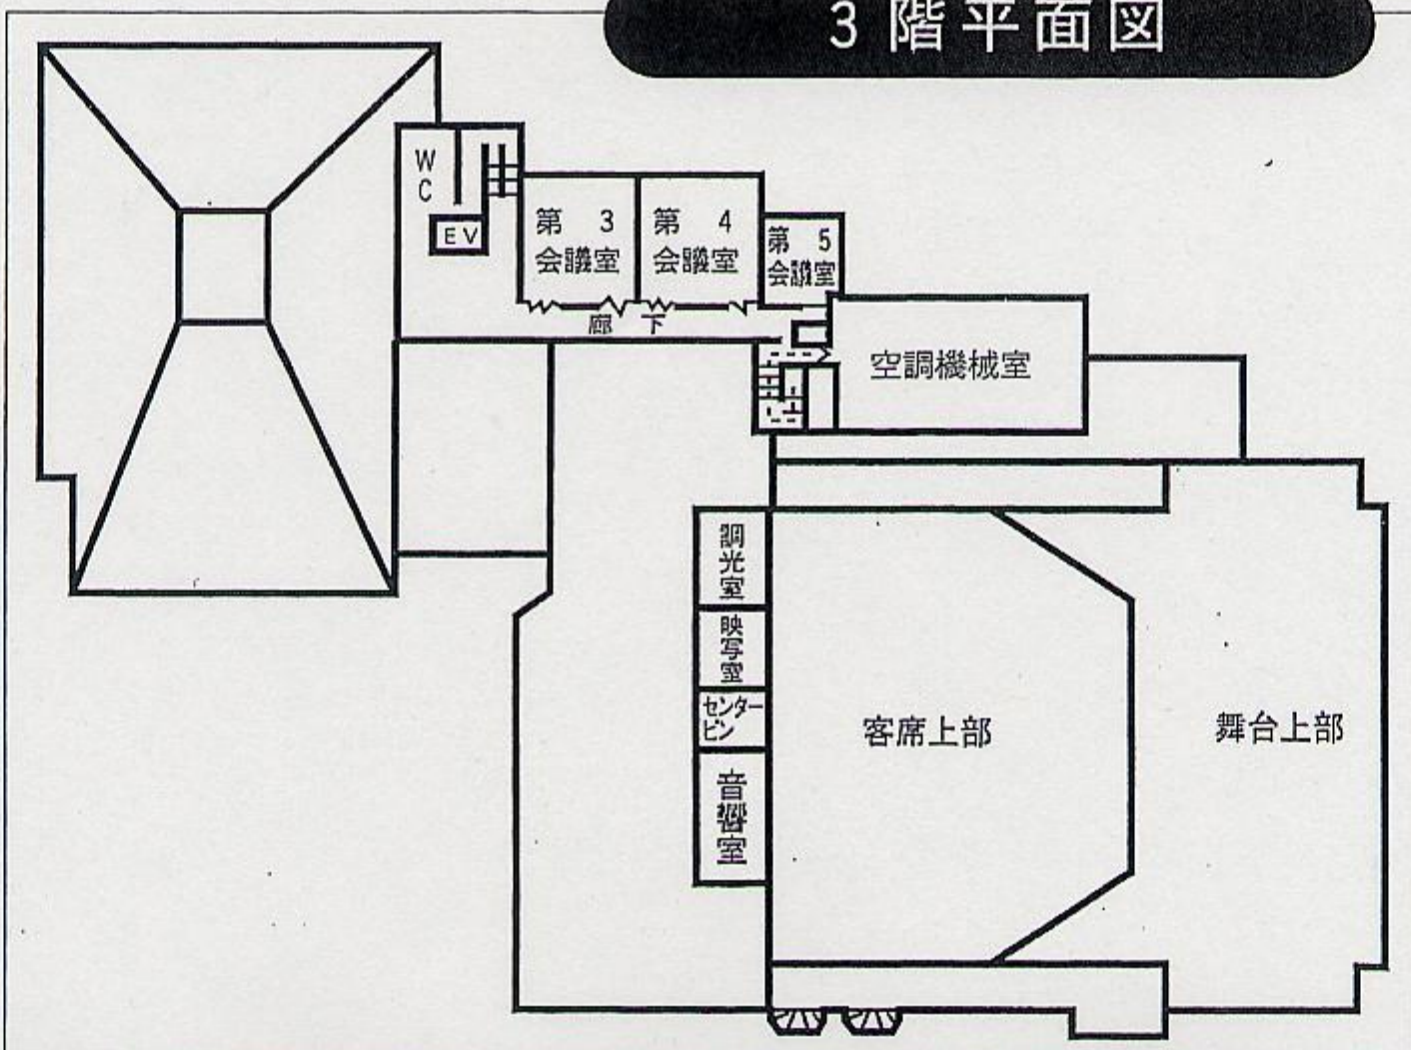 3階平面図
WC
EV
第 3
会議室
第 4
会議室
第 5
会議室
廊下
空調機械室
調光室
映写室
センター
ピン
音響室
客席上部
舞台上部